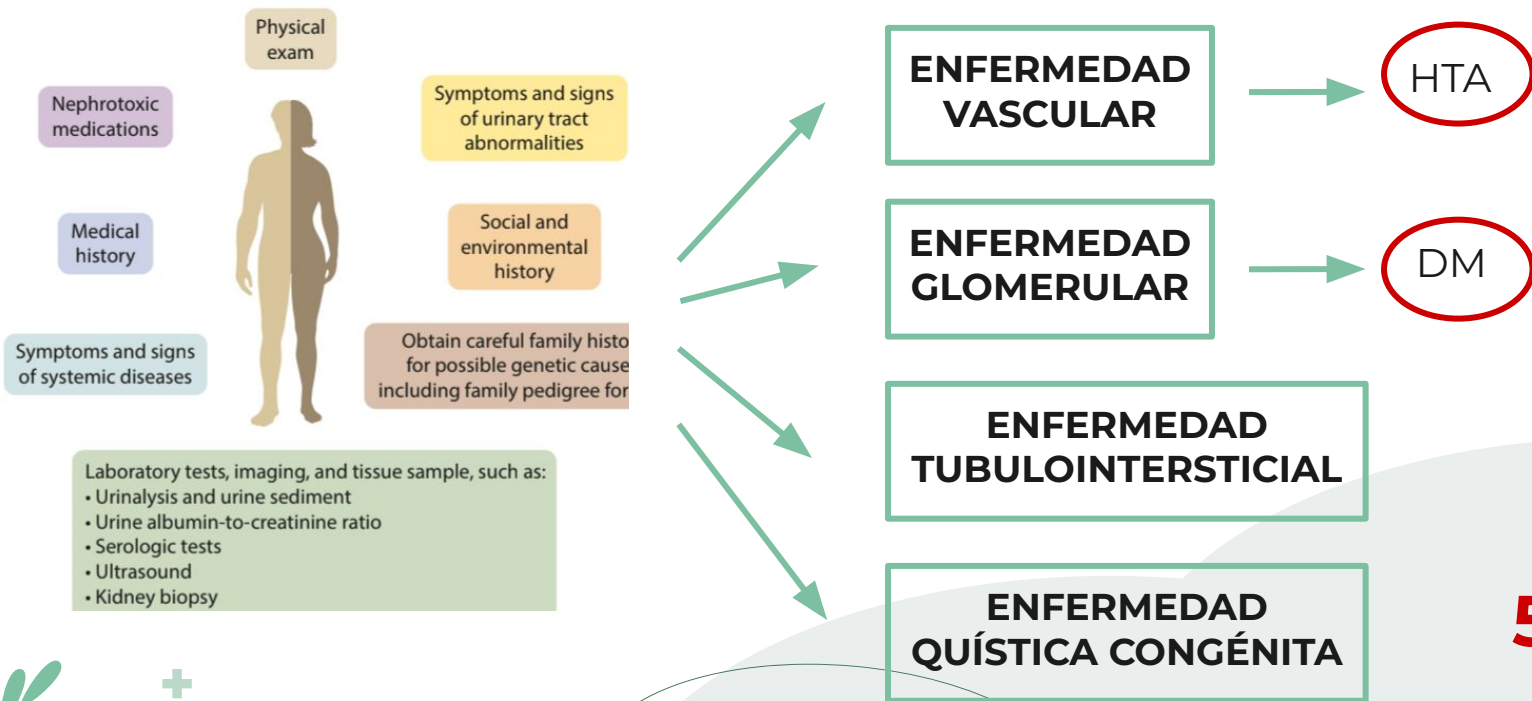 Physical
exam
Nephrotoxic
medications
Symptoms and signs
of urinary tract
abnormalities
Medical
history
Social and
environmental
history
Symptoms and signs
of systemic diseases
Obtain careful family histo
for possible genetic cause
including family pedigree for
Laboratory tests, imaging, and tissue sample, such as:
• Urinalysis and urine sediment
• Urine albumin-to-creatinine ratio
• Serologic tests
• Ultrasound
• Kidney biopsy
ENFERMEDAD
VASCULAR
HTA
ENFERMEDAD
GLOMERULAR
DM
ENFERMEDAD
TUBULOINTERSTICIAL
ENFERMEDAD
QUÍSTICA CONGÉNITA
5